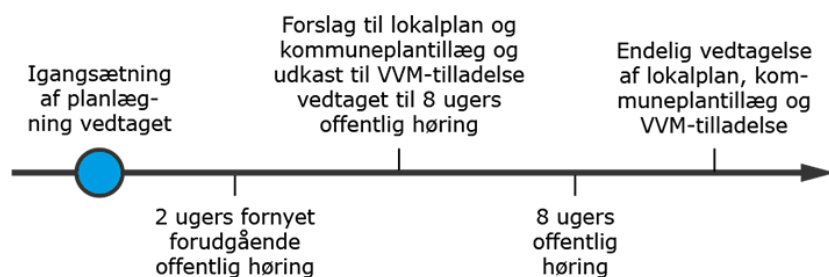 Igangsætning
af planlæg-
ning vedtaget
2 ugers fornyet
forudgående
offentlig høring
Forslag til lokalplan og
kommuneplantillæg og
udkast til VVM-tilladelse
vedtaget til 8 ugers
offentlig høring
8 ugers
offentlig
høring
Endelig vedtagelse
af lokalplan, kom-
muneplantillæg og
VVM-tilladelse